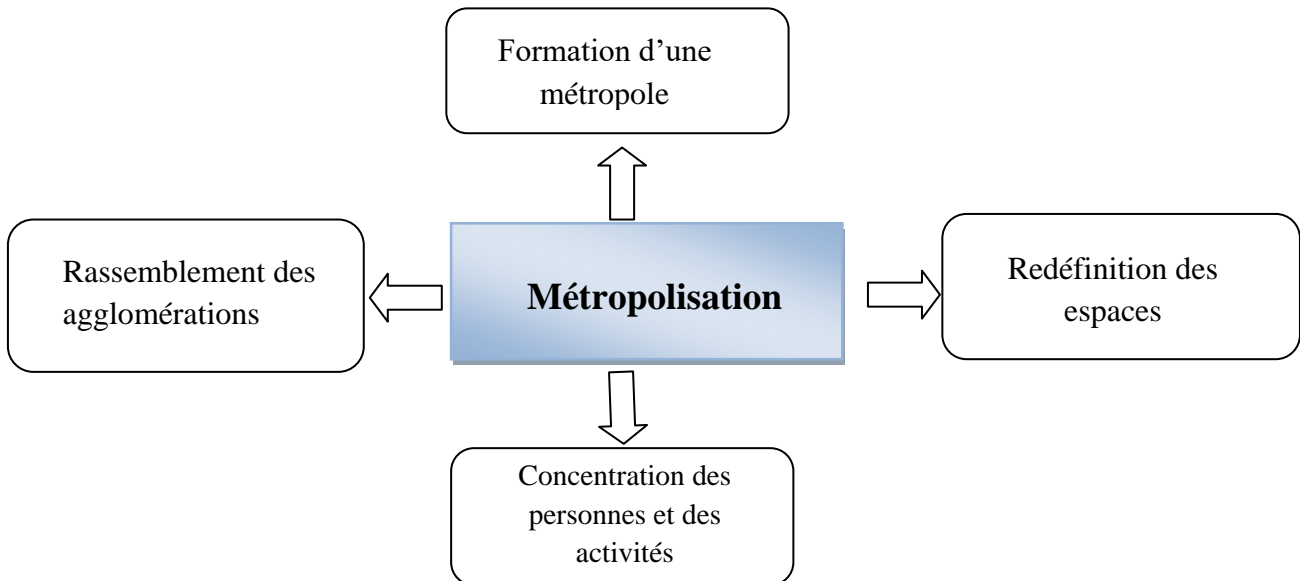 Formation d’une
métropole
Rassemblement des
agglomérations
Métropolisation
Redéfinition des
espaces
Concentration des
personnes et des
activités